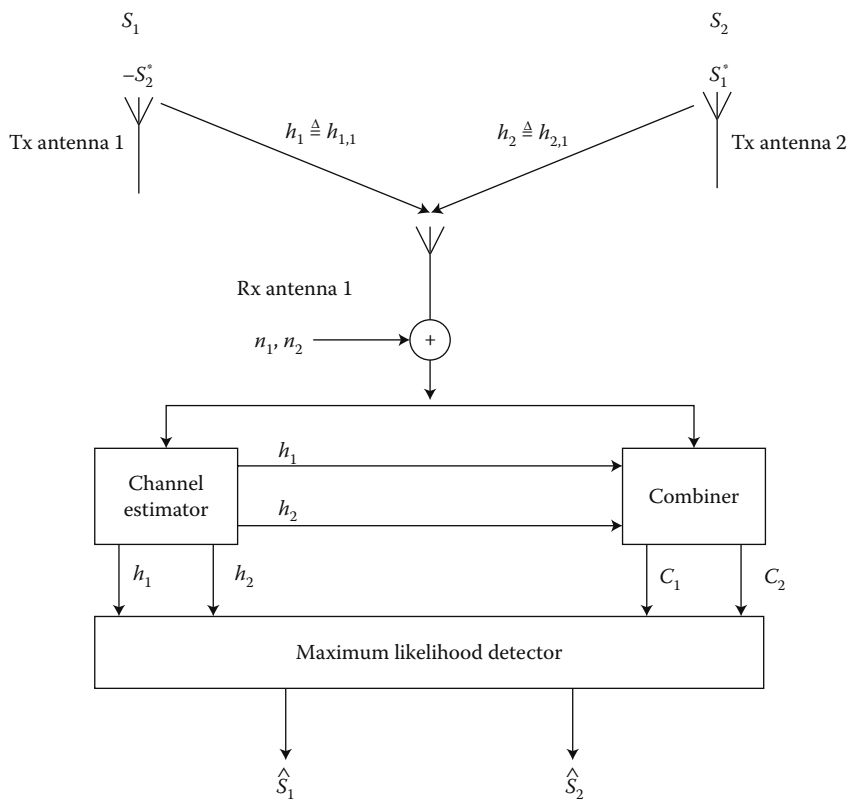 S₁ S₂
–S₂* S₁*
Tx antenna 1 h₁ ≜ h₁,₁ h₂ ≜ h₂,₁ Tx antenna 2
Rx antenna 1
n₁, n₂ +
h₁
Channel
estimator
Combiner
h₂
h₁ h₂ C₁ C₂
Maximum likelihood detector
Ŝ₁ Ŝ₂